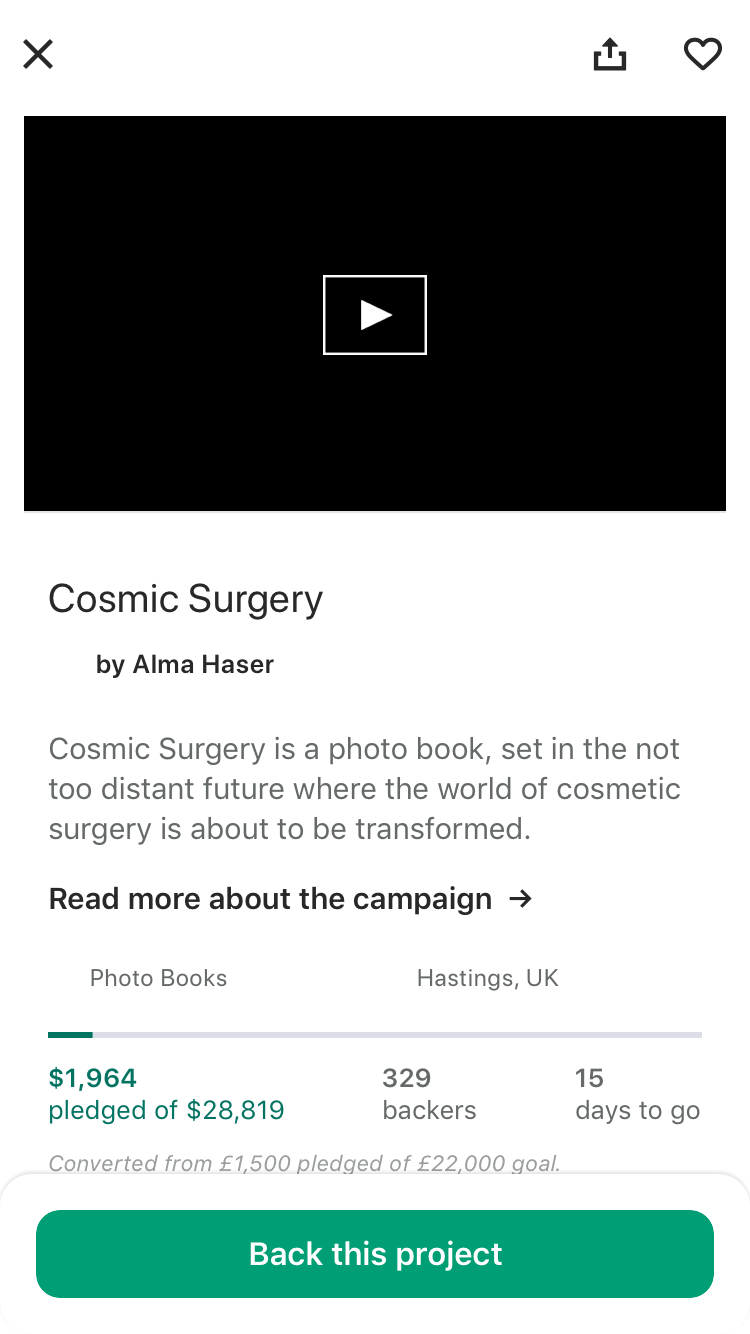 Cosmic Surgery
by Alma Haser
Cosmic Surgery is a photo book, set in the not
too distant future where the world of cosmetic
surgery is about to be transformed.
Read more about the campaign →
Photo Books
Hastings, UK
$1,964
pledged of $28,819
329
backers
15
days to go
Converted from £1,500 pledged of £22,000 goal.
Back this project